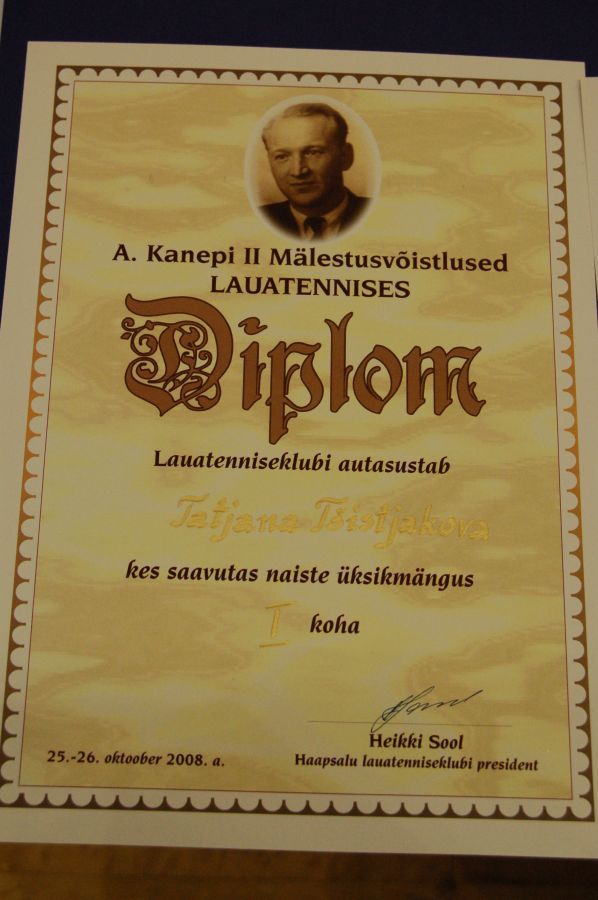 A. Kanepi II Mälestusvõistlused
LAUATENNISES
Diplom
Lauatenniseklubi autasustab
Tatjana Tšistjakova
kes saavutas naiste üksikmängus
I koha
Heikki Sool
25.-26. oktoober 2008. a.
Haapsalu lauatenniseklubi president